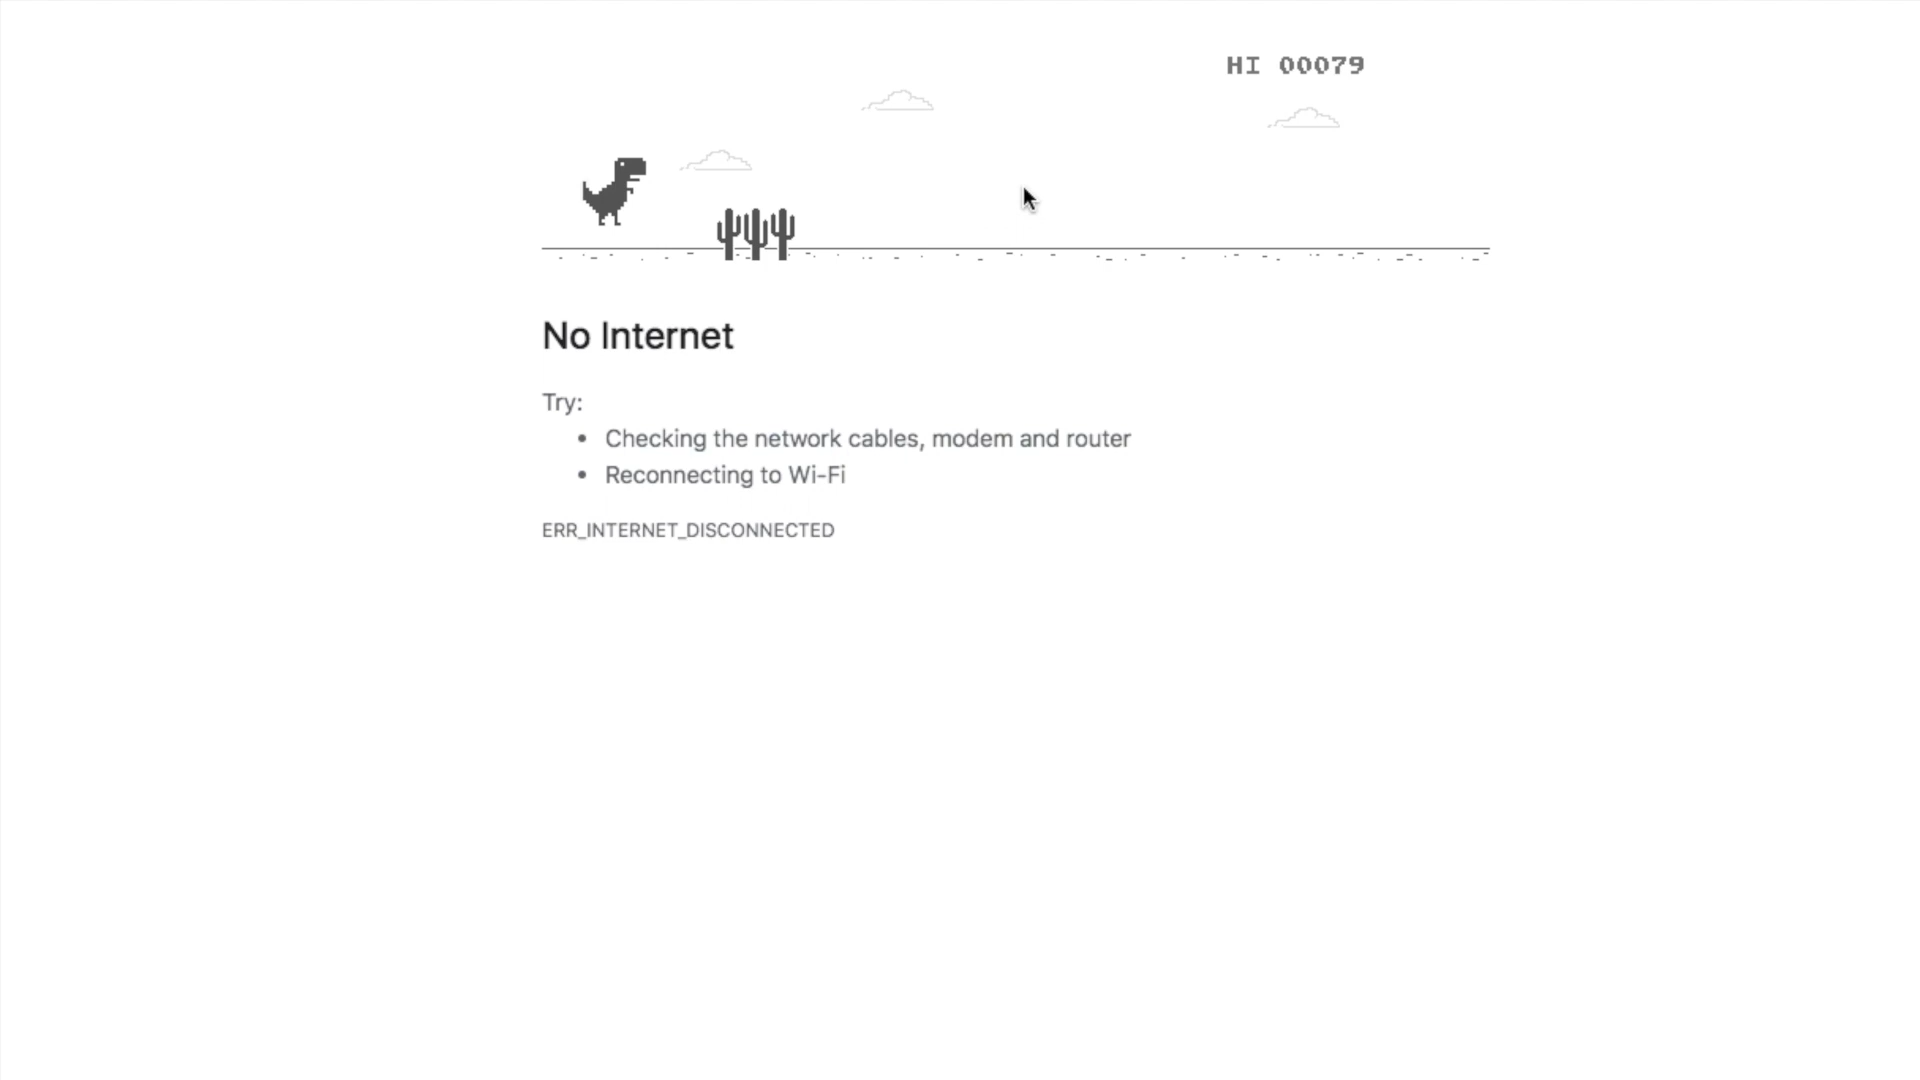 HI 00079
No Internet
Try:
• Checking the network cables, modem and router
• Reconnecting to Wi-Fi
ERR_INTERNET_DISCONNECTED